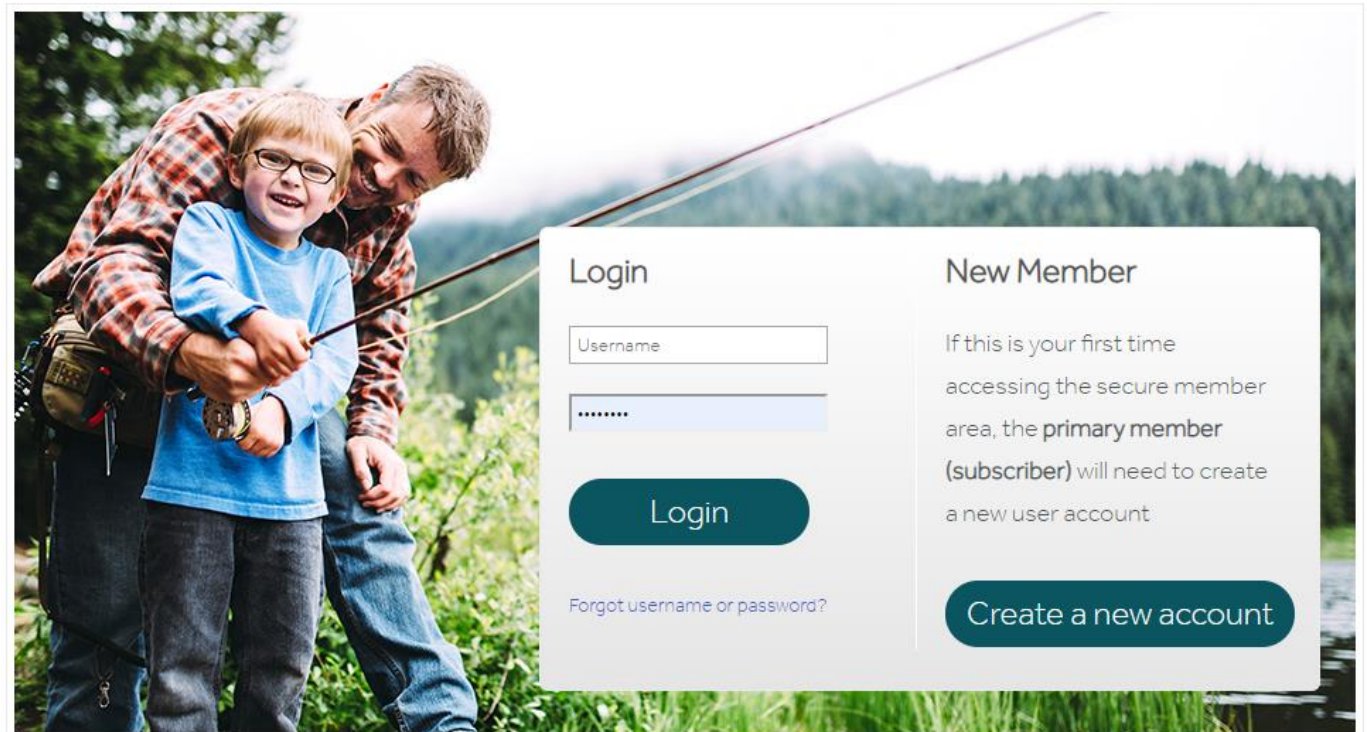 Login
Username
••••••••
Login
Forgot username or password?
New Member
If this is your first time
accessing the secure member
area, the primary member
(subscriber) will need to create
a new user account
Create a new account